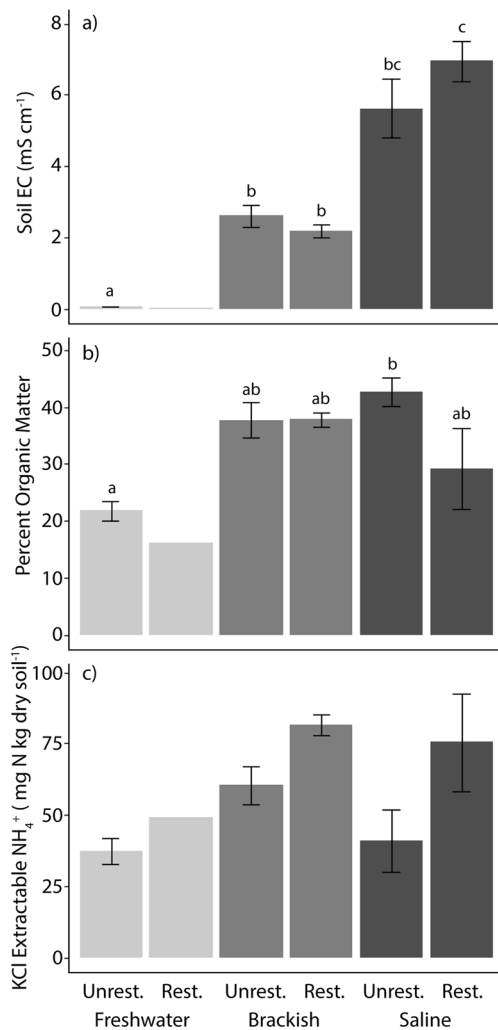 a)
Soil EC (mS cm⁻¹)
8
6
4
2
0
a
b
b
bc
c
b)
Percent Organic Matter
50
40
30
20
10
0
a
ab
ab
b
ab
c)
KCl Extractable NH₄⁺ ( mg N kg dry soil⁻¹)
100
75
50
25
0
Unrest. Rest. Unrest. Rest. Unrest. Rest.
Freshwater Brackish Saline